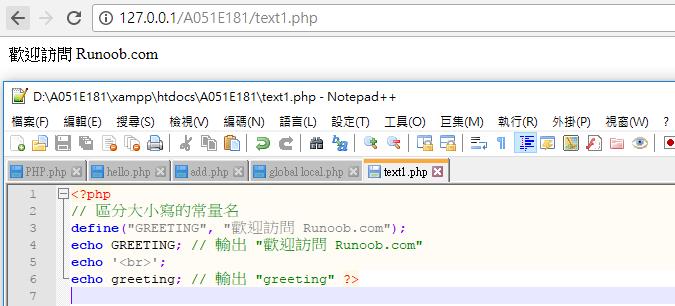 127.0.0.1/A051E181/text1.php
歡迎訪問 Runoob.com
D:\A051E181\xampp\htdocs\A051E181\text1.php - Notepad++
檔案(F) 編輯(E) 搜尋(S) 檢視(V) 編碼(N) 語言(L) 設定(T) 工具(O) 巨集(M) 執行(R) 外掛(P) 視窗(W) ?
PHP.php hello.php add.php global local.php text1.php
1 <?php
2 // 區分大小寫的常量名
3 define("GREETING", "歡迎訪問 Runoob.com");
4 echo GREETING; // 輸出 "歡迎訪問 Runoob.com"
5 echo '<br>';
6 echo greeting; // 輸出 "greeting" ?>
7